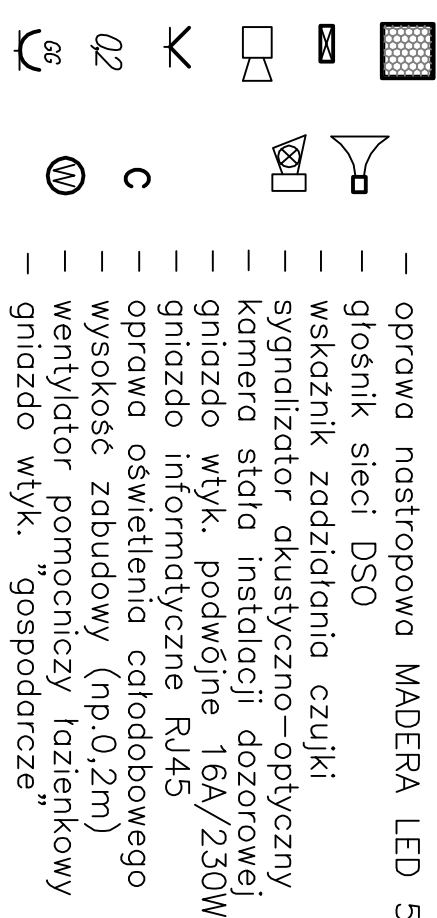 – oprawa nastropowa MADERA LED 5
– głośnik sieci DSO
– wskaźnik zadziałania czujki
– sygnalizator akustyczno–optyczny
– kamera stała instalacji dozorowej
– gniazdo wtyk. podwójne 16A/230W
– gniazdo informatyczne RJ45
C – oprawa oświetlenia całodobowego
0,2 – wysokość zabudowy (np.0,2m)
W – wentylator pomocniczy łazienkowy
GG – gniazdo wtyk. „gospodarcze”